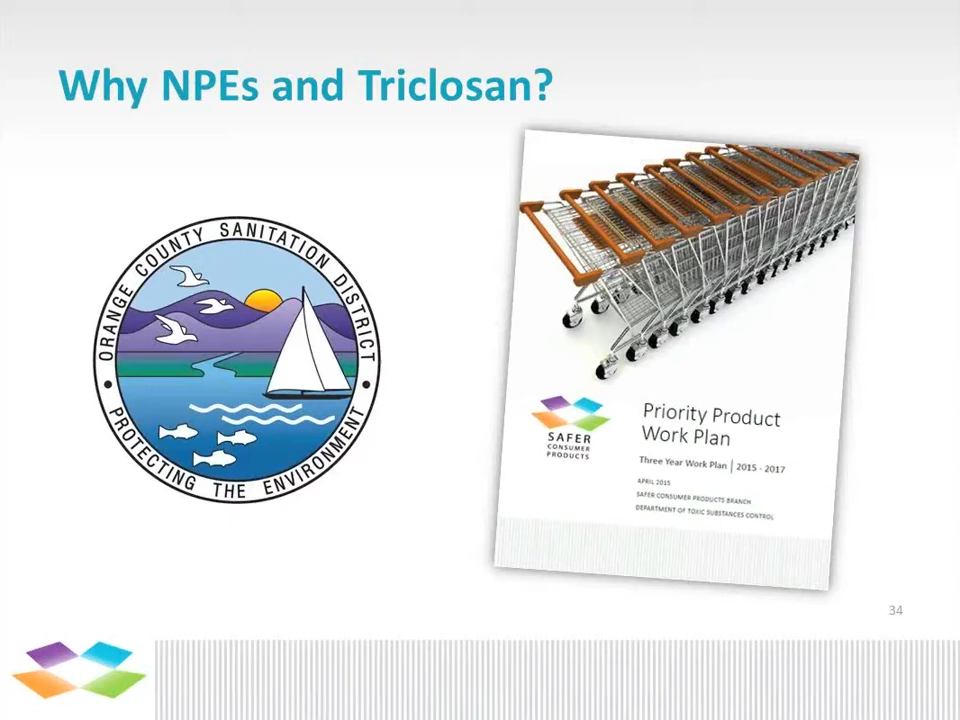 Why NPEs and Triclosan?
ORANGE COUNTY SANITATION DISTRICT
PROTECTING THE ENVIRONMENT
SAFER
CONSUMER
PRODUCTS
Priority Product
Work Plan
Three Year Work Plan | 2015 - 2017
APRIL 2015
SAFER CONSUMER PRODUCTS BRANCH
DEPARTMENT OF TOXIC SUBSTANCES CONTROL
34